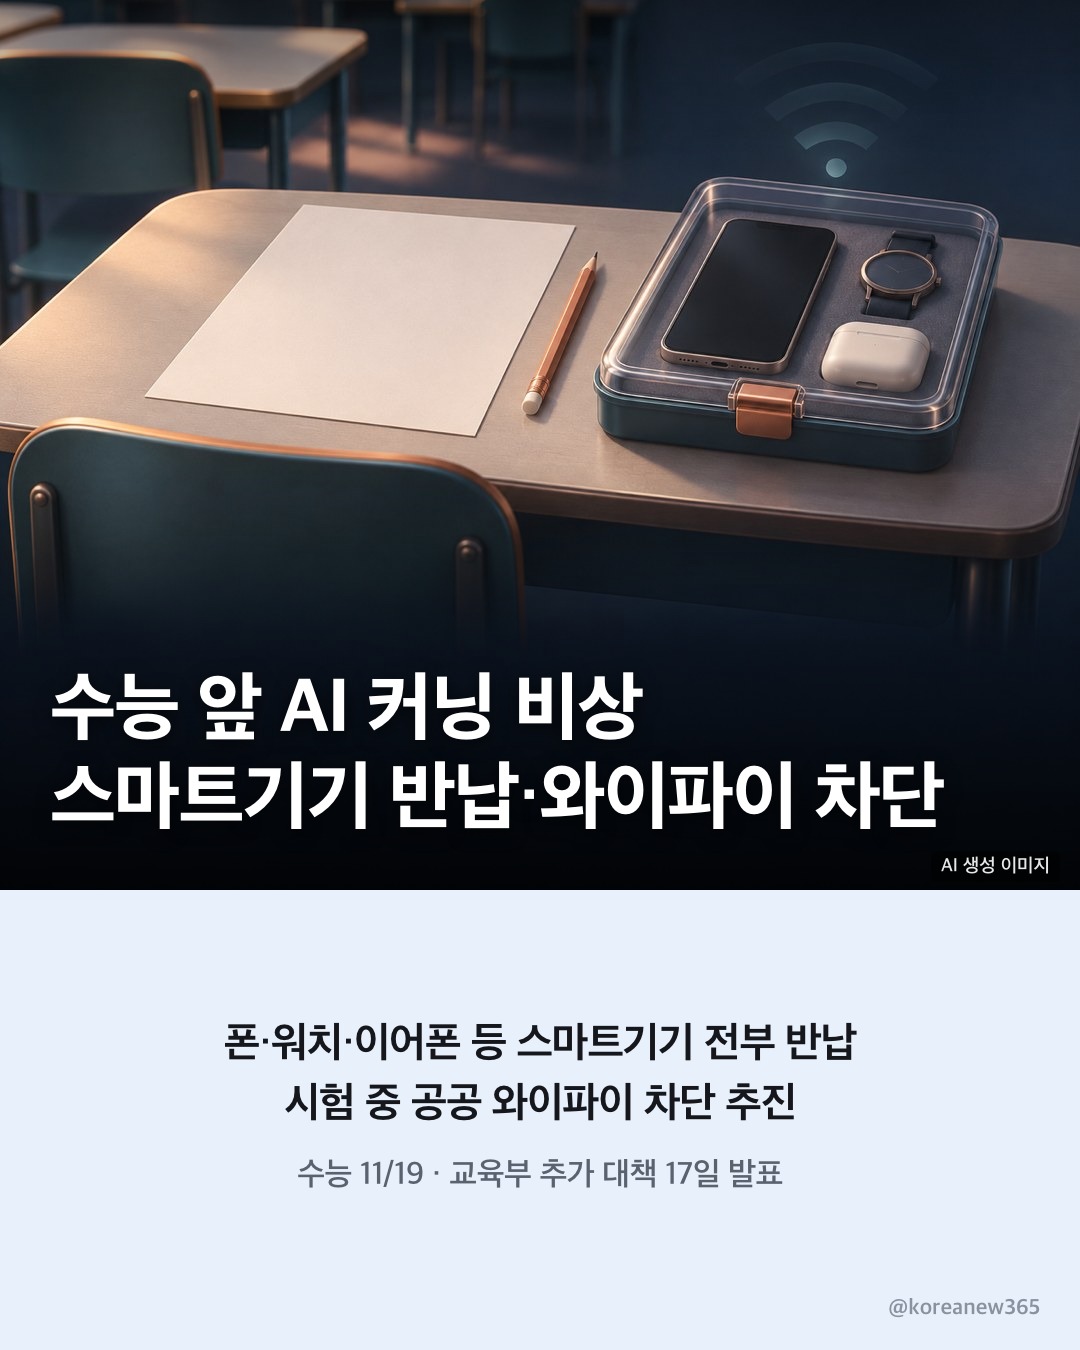 수능 앞 AI 커닝 비상
스마트기기 반납·와이파이 차단
AI 생성 이미지
폰·워치·이어폰 등 스마트기기 전부 반납
시험 중 공공 와이파이 차단 추진
수능 11/19 · 교육부 추가 대책 17일 발표
@koreanew365